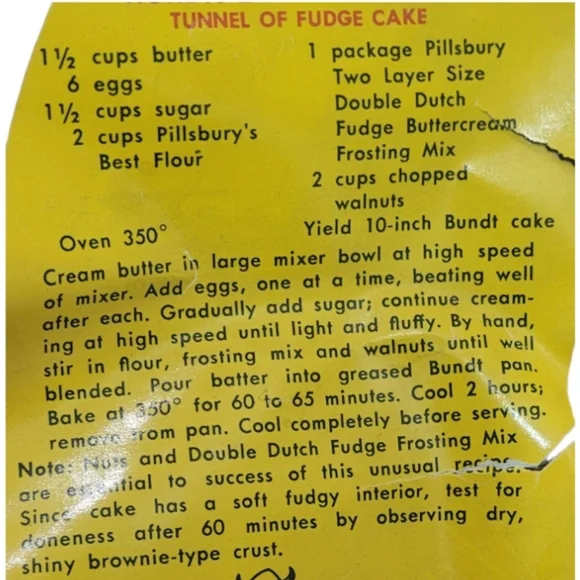 TUNNEL OF FUDGE CAKE
1½ cups butter
6 eggs
1½ cups sugar
2 cups Pillsbury's
Best Flour
1 package Pillsbury
Two Layer Size
Double Dutch
Fudge Buttercream
Frosting Mix
2 cups chopped
walnuts
Oven 350°
Yield 10-inch Bundt cake
Cream butter in large mixer bowl at high speed
of mixer. Add eggs, one at a time, beating well
after each. Gradually add sugar; continue cream-
ing at high speed until light and fluffy. By hand,
stir in flour, frosting mix and walnuts until well
blended. Pour batter into greased Bundt pan.
Bake at 350° for 60 to 65 minutes. Cool 2 hours;
remove from pan. Cool completely before serving.
Note: Nuts and Double Dutch Fudge Frosting Mix
are essential to success of this unusual recipe.
Since cake has a soft fudgy interior, test for
doneness after 60 minutes by observing dry,
shiny brownie-type crust.